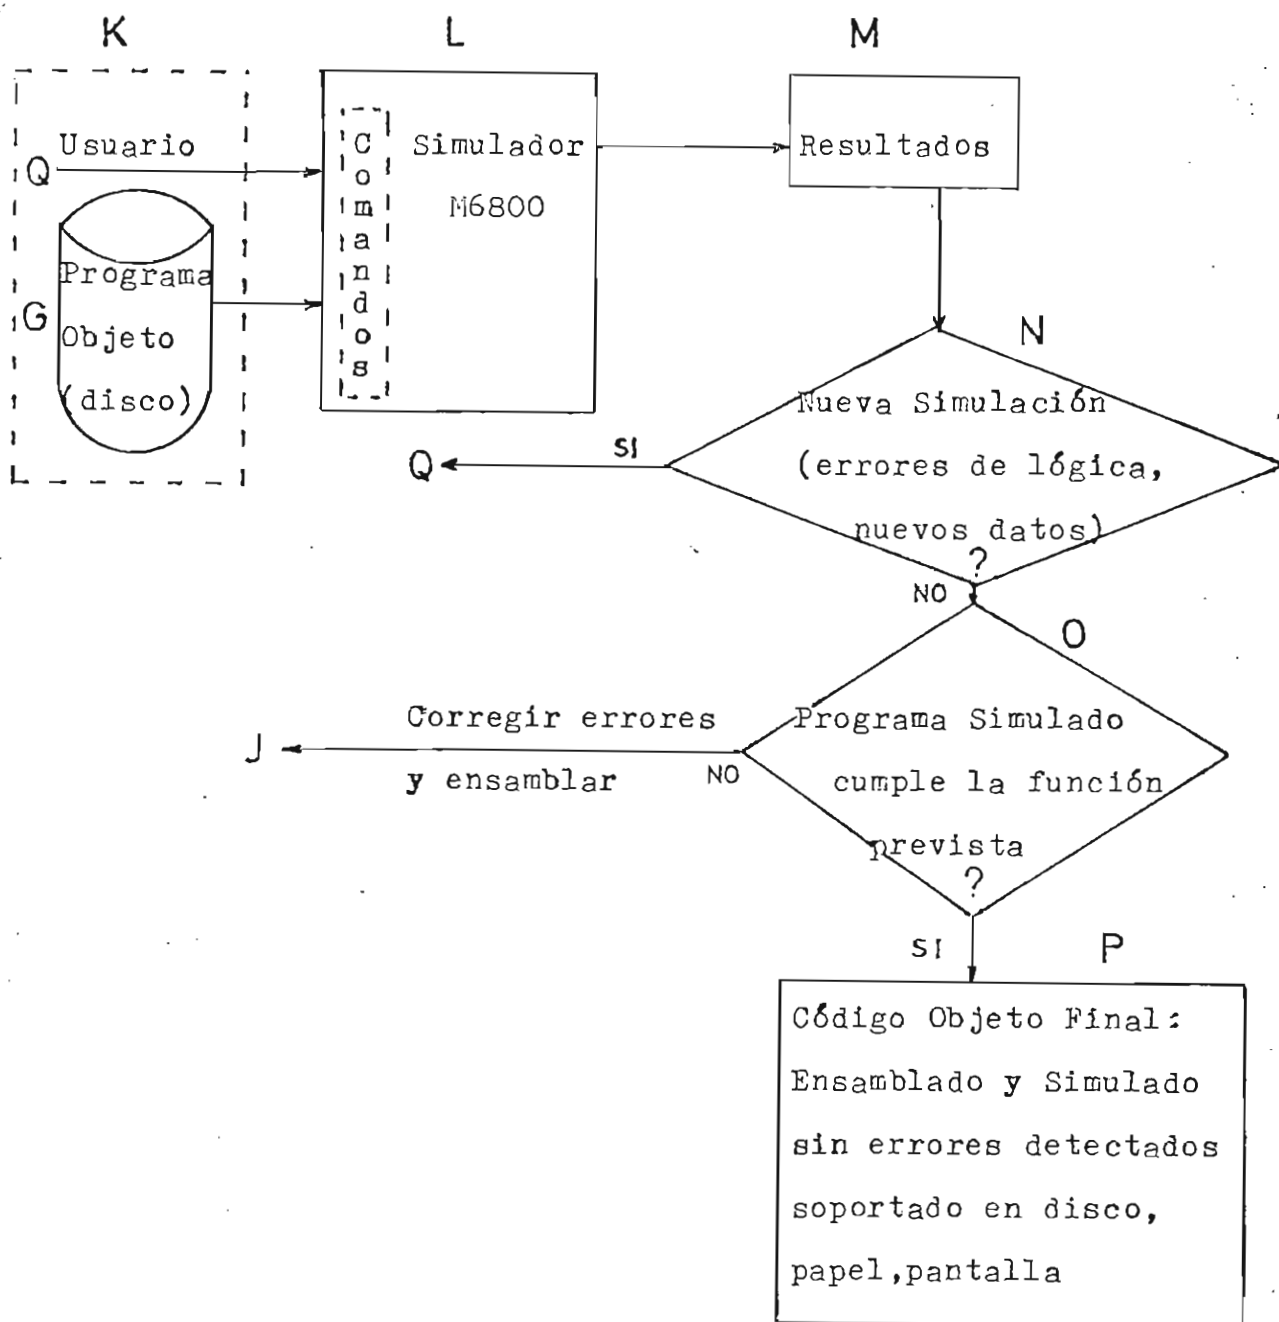 K
L
M
Usuario
Q
Programa
Objeto
(disco)
G
Comandos
Simulador
M6800
Resultados
N
Nueva Simulación
(errores de lógica,
nuevos datos)
?
SI
Q
NO
O
Programa Simulado
cumple la función
prevista
?
Corregir errores
y ensamblar
J
NO
SI
P
Código Objeto Final:
Ensamblado y Simulado
sin errores detectados
soportado en disco,
papel,pantalla